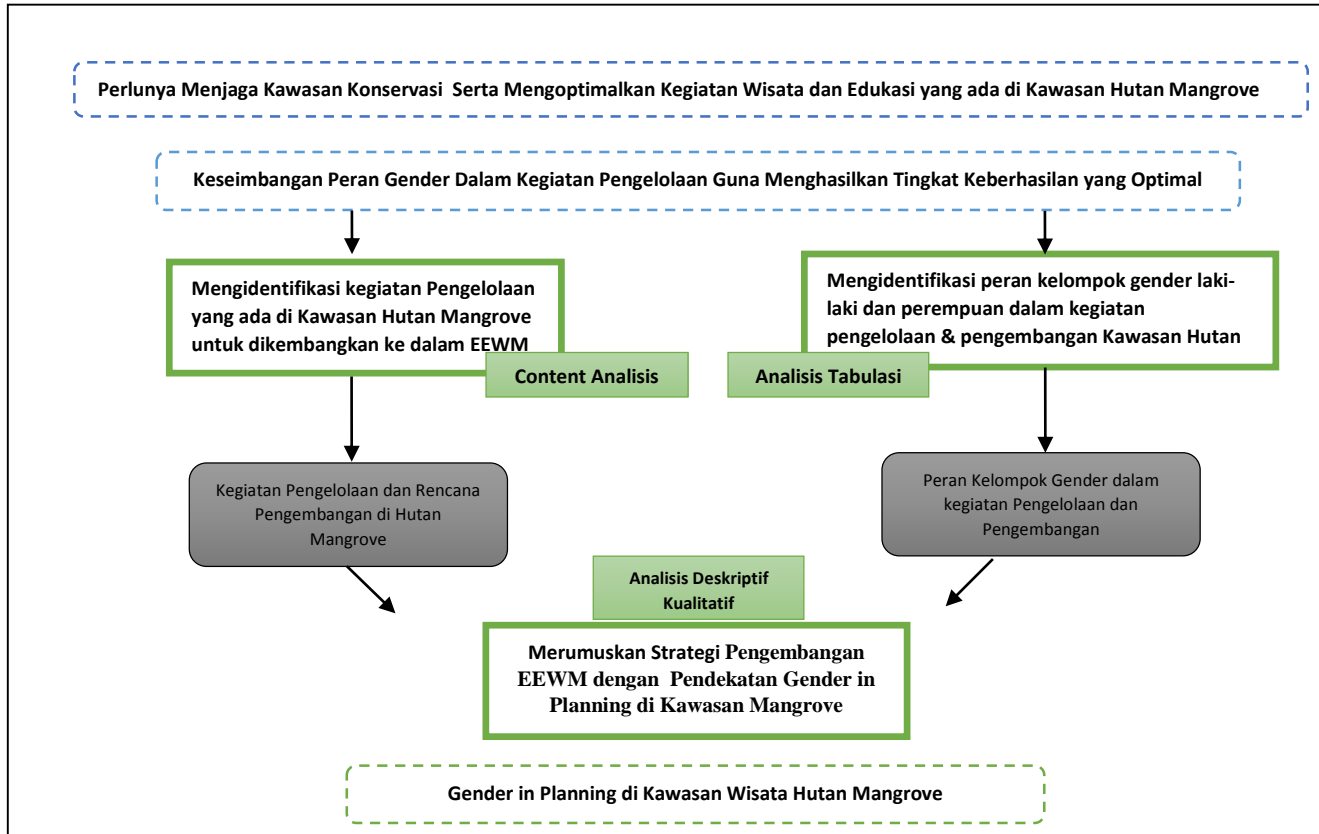 Perlunya Menjaga Kawasan Konservasi Serta Mengoptimalkan Kegiatan Wisata dan Edukasi yang ada di Kawasan Hutan Mangrove
Keseimbangan Peran Gender Dalam Kegiatan Pengelolaan Guna Menghasilkan Tingkat Keberhasilan yang Optimal
Mengidentifikasi kegiatan Pengelolaan
yang ada di Kawasan Hutan Mangrove
untuk dikembangkan ke dalam EEWM
Content Analisis
Mengidentifikasi peran kelompok gender laki-
laki dan perempuan dalam kegiatan
pengelolaan & pengembangan Kawasan Hutan
Analisis Tabulasi
Kegiatan Pengelolaan dan Rencana
Pengembangan di Hutan
Mangrove
Peran Kelompok Gender dalam
kegiatan Pengelolaan dan
Pengembangan
Analisis Deskriptif
Kualitatif
Merumuskan Strategi Pengembangan
EEWM dengan Pendekatan Gender in
Planning di Kawasan Mangrove
Gender in Planning di Kawasan Wisata Hutan Mangrove